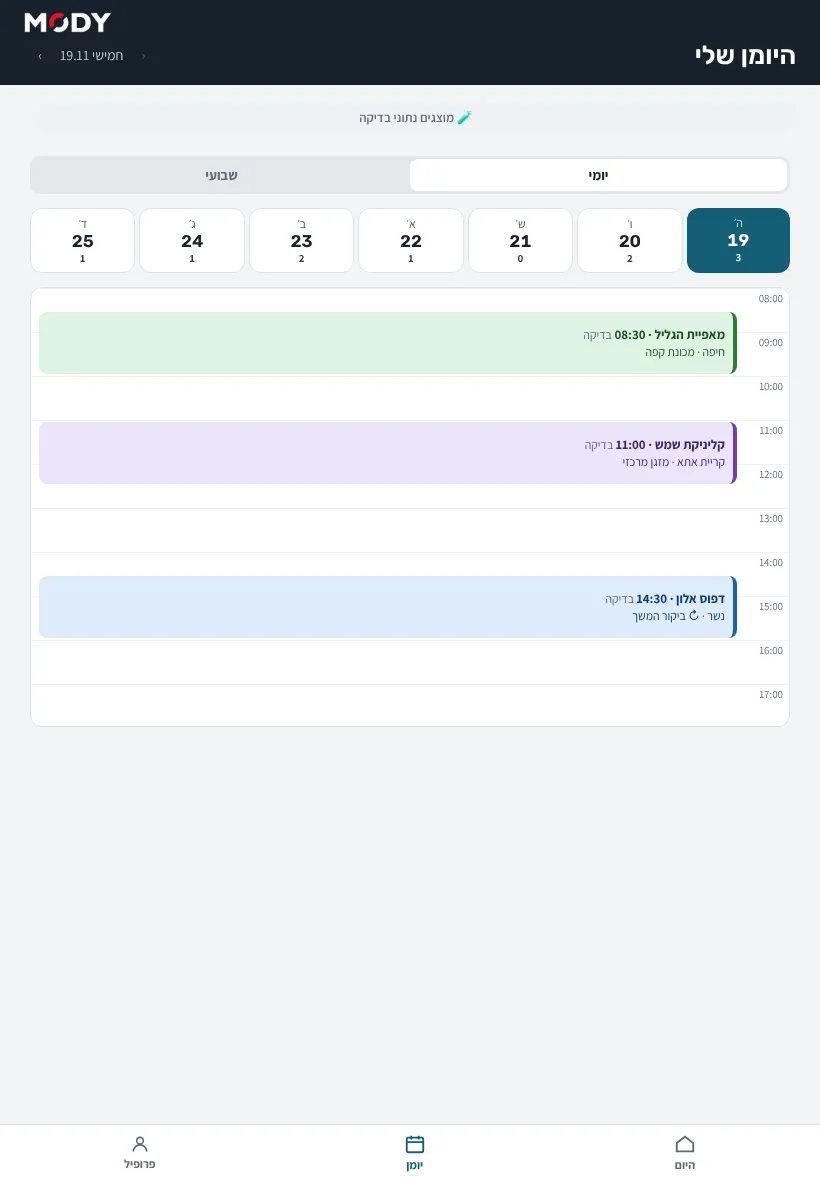 MODY
היומן שלי
‹ חמישי 19.11 ›
🧪 מוצגים נתוני בדיקה
יומי
שבועי
ה׳
19
3
ו׳
20
2
ש׳
21
0
א׳
22
1
ב׳
23
2
ג׳
24
1
ד׳
25
1
08:00
מאפיית הגליל · 08:30 בדיקה
09:00
חיפה · מכונת קפה
10:00
11:00
קליניקת שמש · 11:00 בדיקה
קריית אתא · מזגן מרכזי
12:00
13:00
14:00
דפוס אלון · 14:30 בדיקה
15:00
נשר · ↻ ביקור המשך
16:00
17:00
היום
יומן
פרופיל